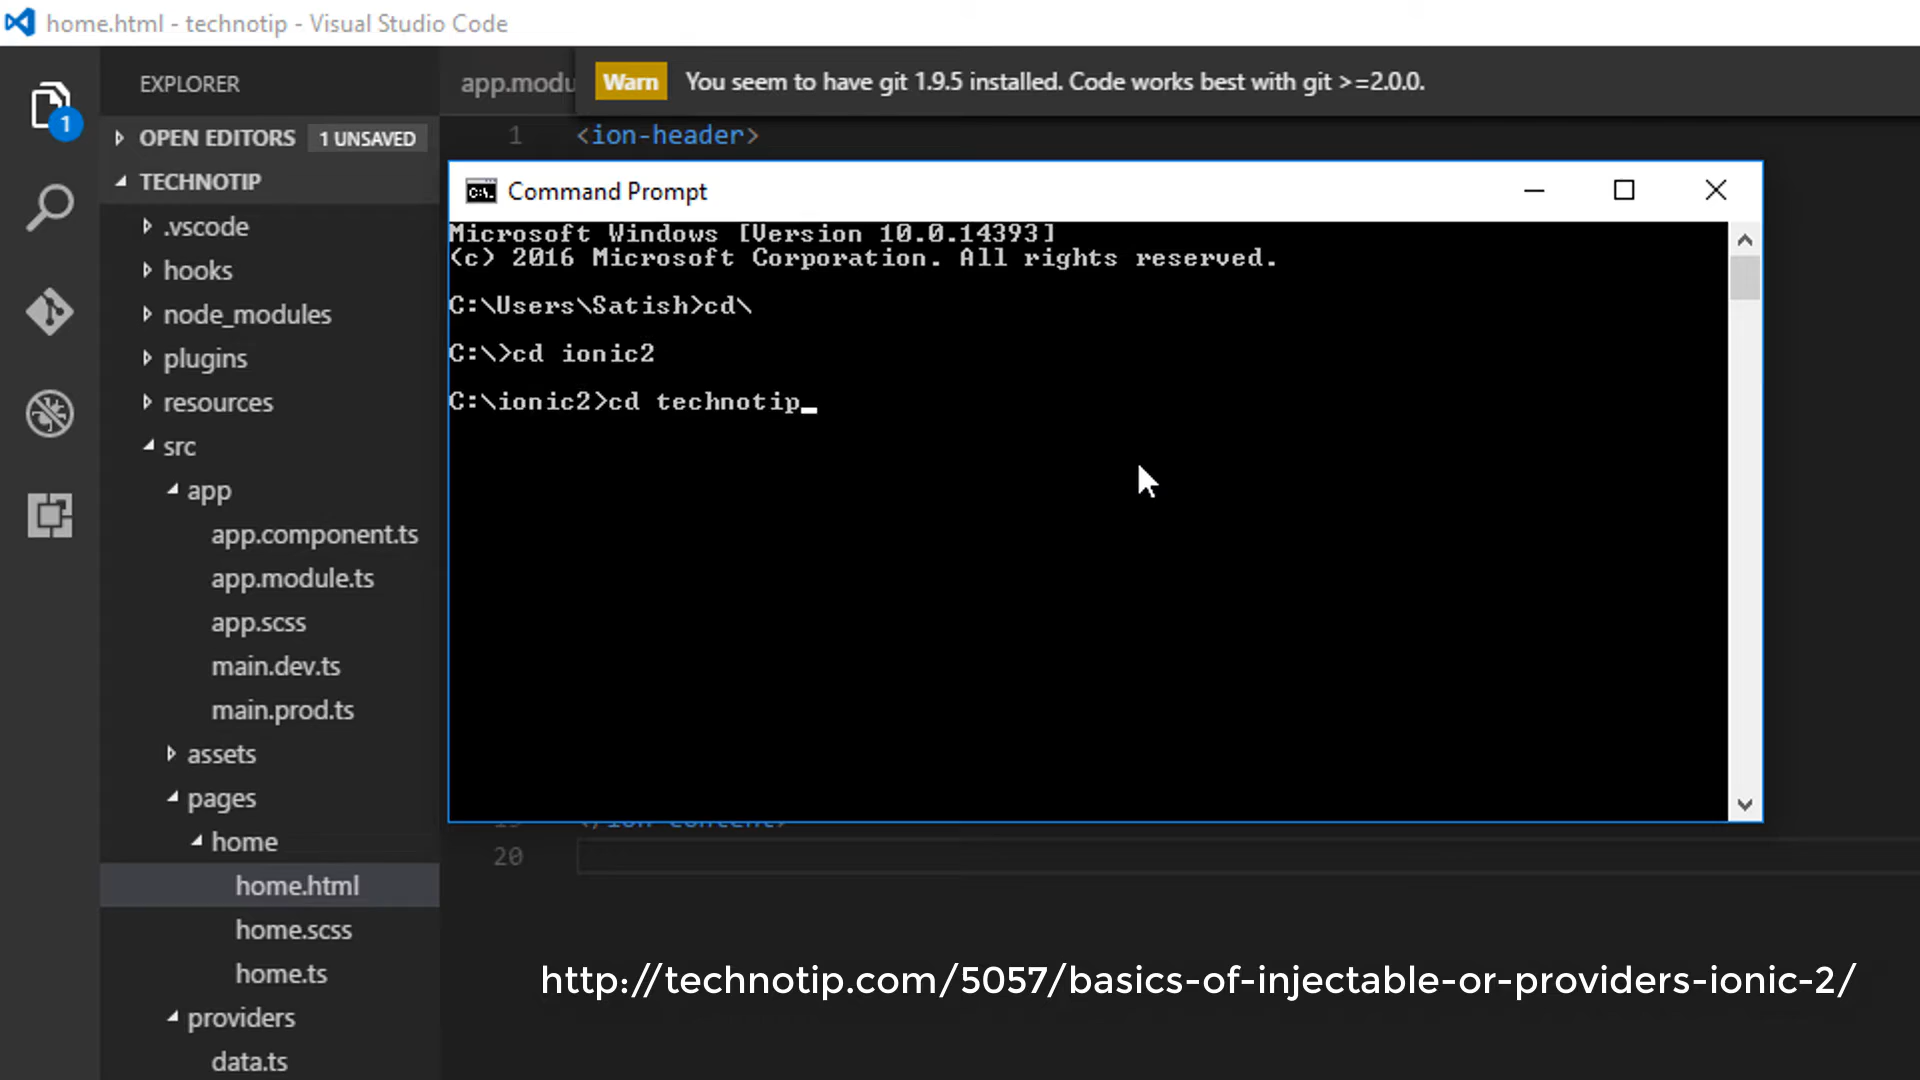 home.html - technotip - Visual Studio Code
EXPLORER
app.modu
Warn You seem to have git 1.9.5 installed. Code works best with git >=2.0.0.
1
OPEN EDITORS 1 UNSAVED
1 <ion-header>
TECHNOTIP
Command Prompt
.vscode
hooks
node_modules
plugins
resources
src
app
app.component.ts
app.module.ts
app.scss
main.dev.ts
main.prod.ts
assets
pages
home
home.html
home.scss
home.ts
providers
data.ts
Microsoft Windows [Version 10.0.14393]
(c) 2016 Microsoft Corporation. All rights reserved.
C:\Users\Satish>cd\
C:\>cd ionic2
C:\ionic2>cd technotip_
20
http://technotip.com/5057/basics-of-injectable-or-providers-ionic-2/